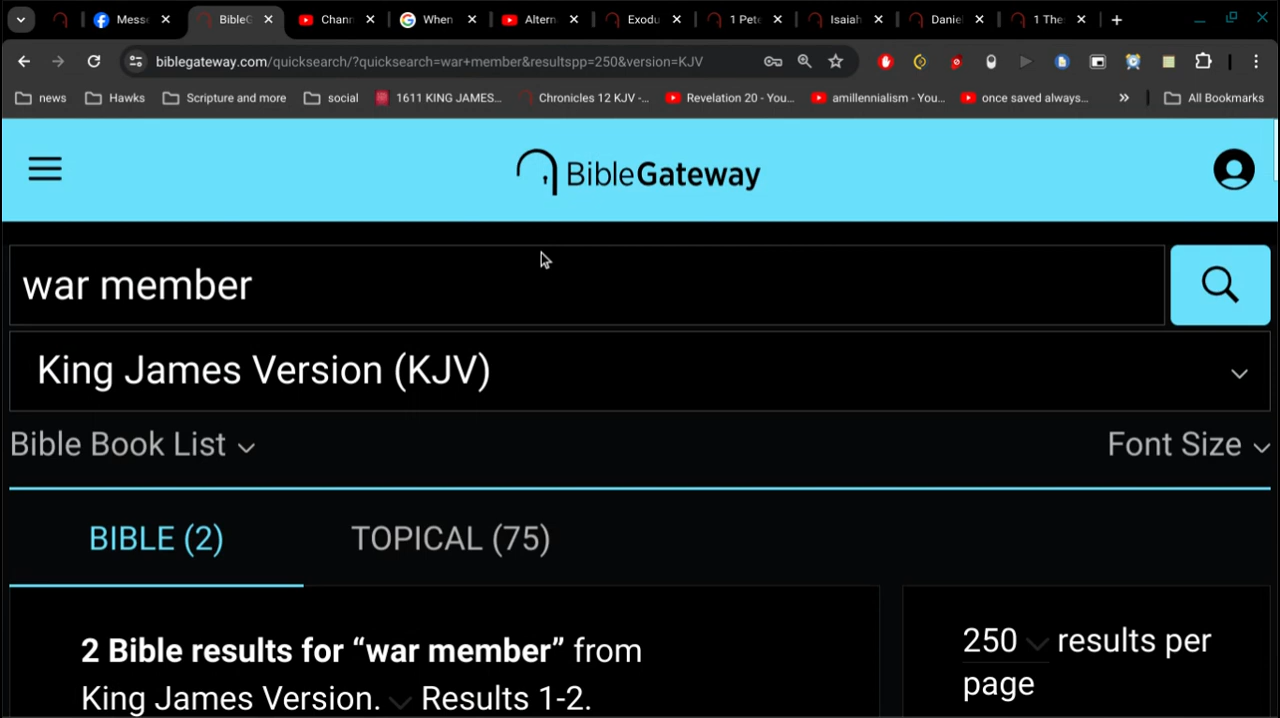 Messe
BibleG
Chann
When
Altern
Exodu
1 Pete
Isaiah
Daniel
1 The
biblegateway.com/quicksearch/?quicksearch=war+member&resultspp=250&version=KJV
news
Hawks
Scripture and more
social
1611 KING JAMES...
Chronicles 12 KJV -...
Revelation 20 - You...
amillennialism - You...
once saved always...
All Bookmarks
BibleGateway
war member
King James Version (KJV)
Bible Book List
Font Size
BIBLE (2)
TOPICAL (75)
2 Bible results for “war member” from
King James Version. Results 1-2.
250 results per
page